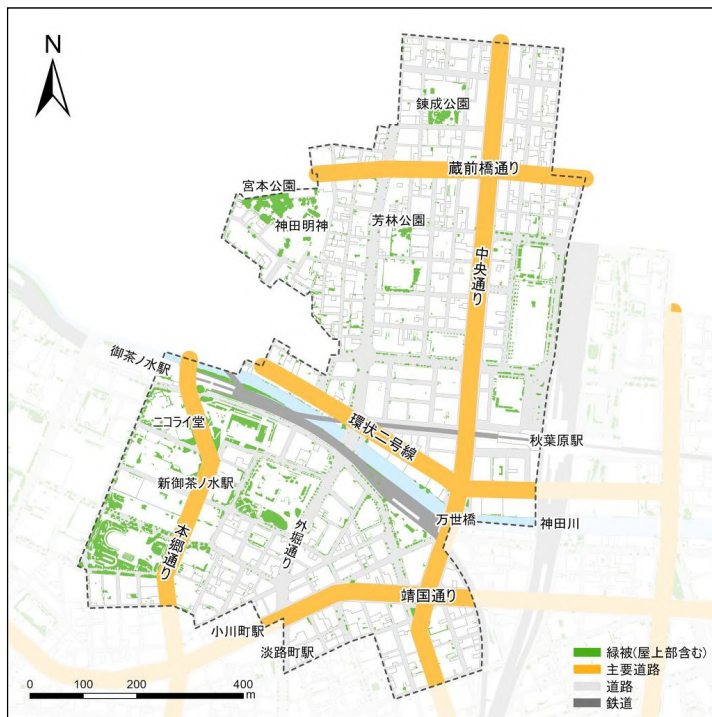 N
錬成公園
蔵前橋通り
宮本公園
神田明神
芳林公園
中央通り
御茶ノ水駅
ニコライ堂
環状二号線
秋葉原駅
新御茶ノ水駅
万世橋
神田川
外堀通り
本郷通り
靖国通り
小川町駅
淡路町駅
緑被(屋上部含む)
主要道路
道路
鉄道
0 100 200 400
m